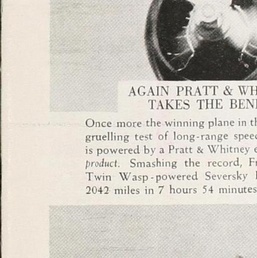 AGAIN PRATT & WH
TAKES THE BEN
Once more the winning plane in th
gruelling test of long-range speed
is powered by a Pratt & Whitney
product. Smashing the record, Fr
Twin Wasp-powered Seversky
2042 miles in 7 hours 54 minutes